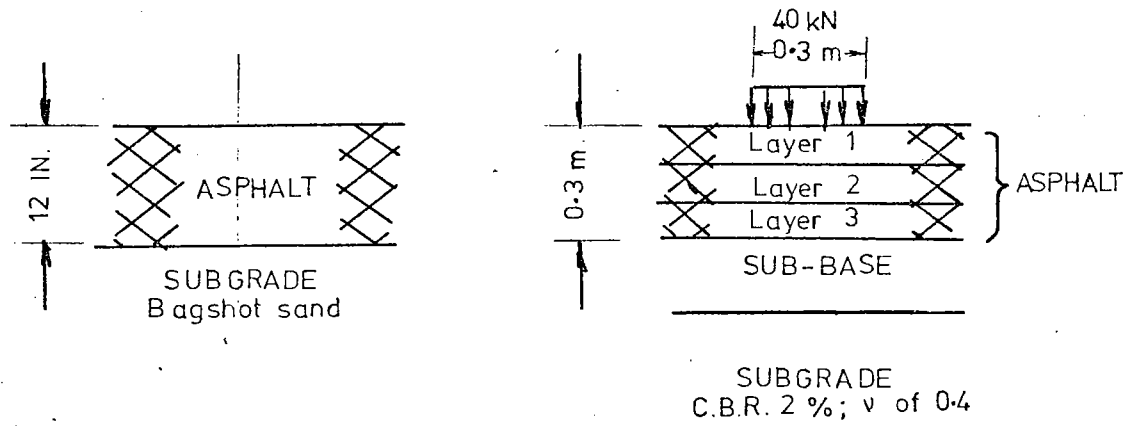 12 IN.
ASPHALT
SUBGRADE
Bagshot sand
40 kN
0·3 m
0·3 m.
Layer 1
Layer 2
Layer 3
ASPHALT
SUB-BASE
SUBGRADE
C.B.R. 2 %; ν of 0·4